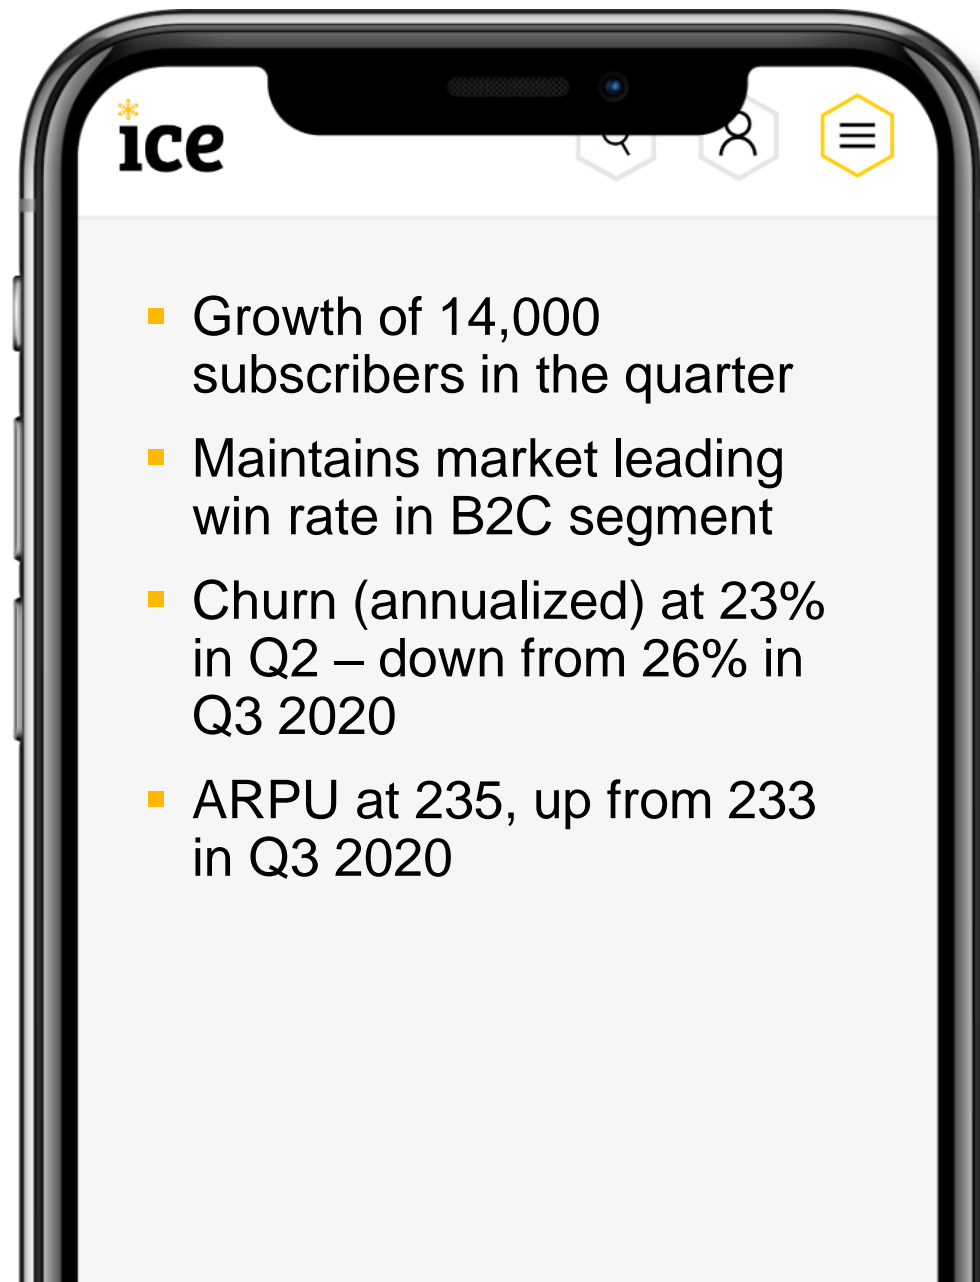 ice
Growth of 14,000
subscribers in the quarter
Maintains market leading
win rate in B2C segment
Churn (annualized) at 23%
in Q2 – down from 26% in
Q3 2020
ARPU at 235, up from 233
in Q3 2020